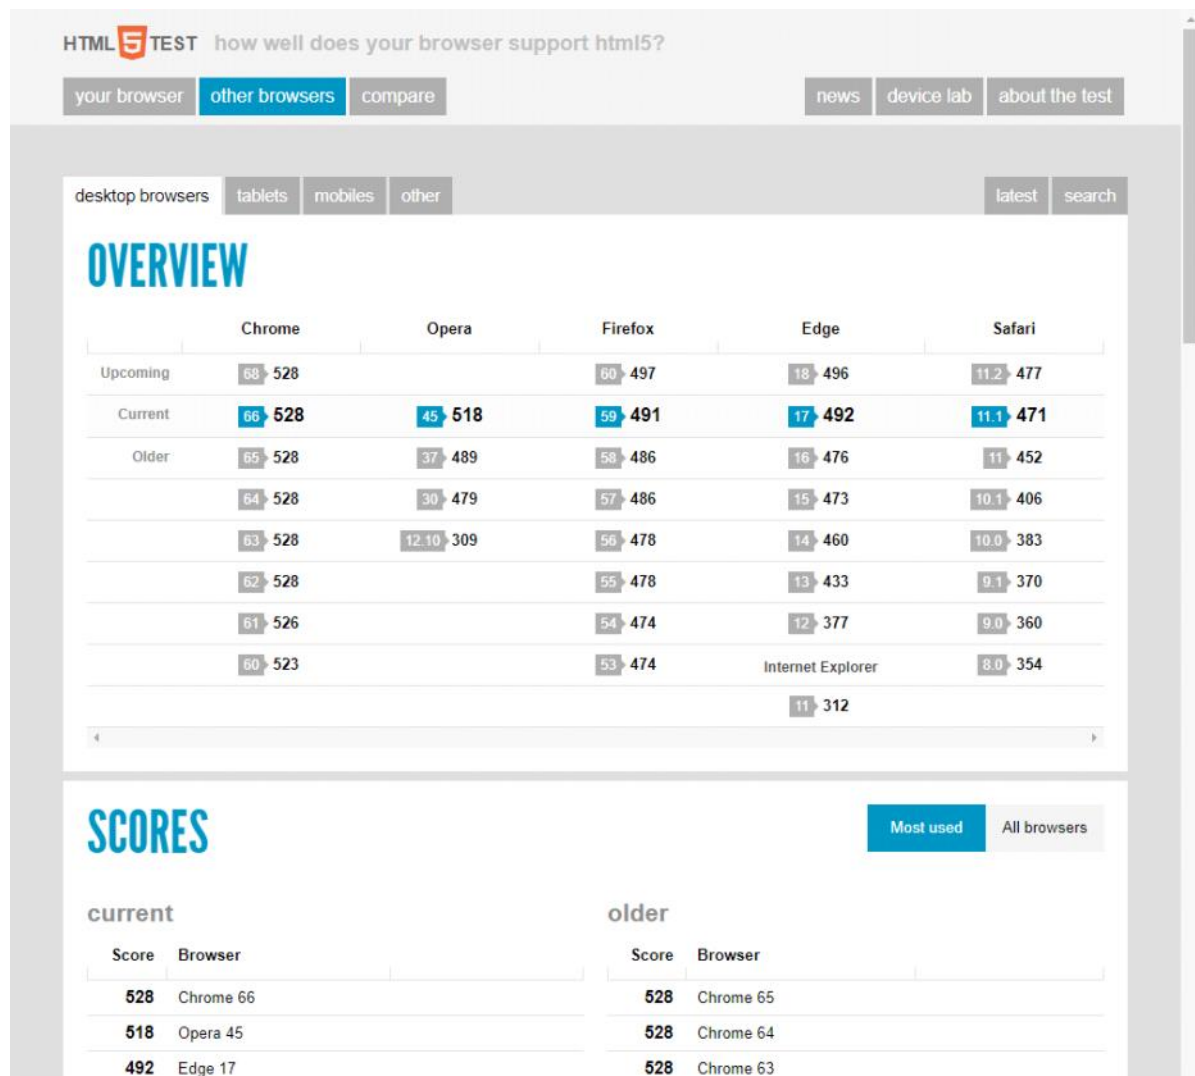 HTML 5 TEST how well does your browser support html5?
your browser other browsers compare news device lab about the test
desktop browsers tablets mobiles other latest search
OVERVIEW
Chrome Opera Firefox Edge Safari
Upcoming 68 528 60 497 18 496 11.2 477
Current 66 528 45 518 59 491 17 492 11.1 471
Older 65 528 37 489 58 486 16 476 11 452
64 528 30 479 57 486 15 473 10.1 406
63 528 12.10 309 56 478 14 460 10.0 383
62 528 55 478 13 433 9.1 370
61 526 54 474 12 377 9.0 360
60 523 53 474 Internet Explorer 8.0 354
11 312
SCORES Most used All browsers
current older
Score Browser Score Browser
528 Chrome 66 528 Chrome 65
518 Opera 45 528 Chrome 64
492 Edge 17 528 Chrome 63